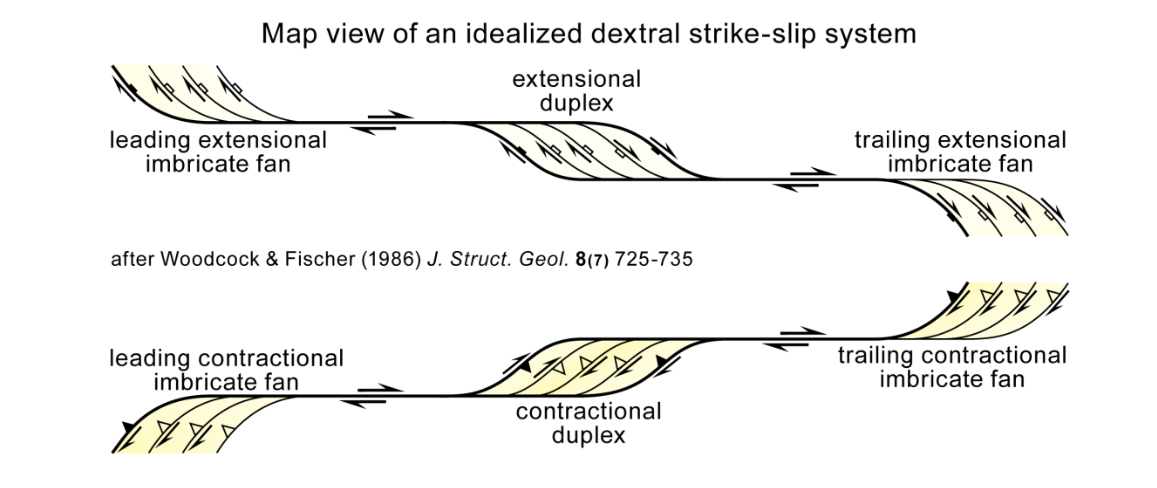 Map view of an idealized dextral strike-slip system
extensional
duplex
leading extensional
imbricate fan
trailing extensional
imbricate fan
after Woodcock & Fischer (1986) J. Struct. Geol. 8(7) 725-735
leading contractional
imbricate fan
trailing contractional
imbricate fan
contractional
duplex